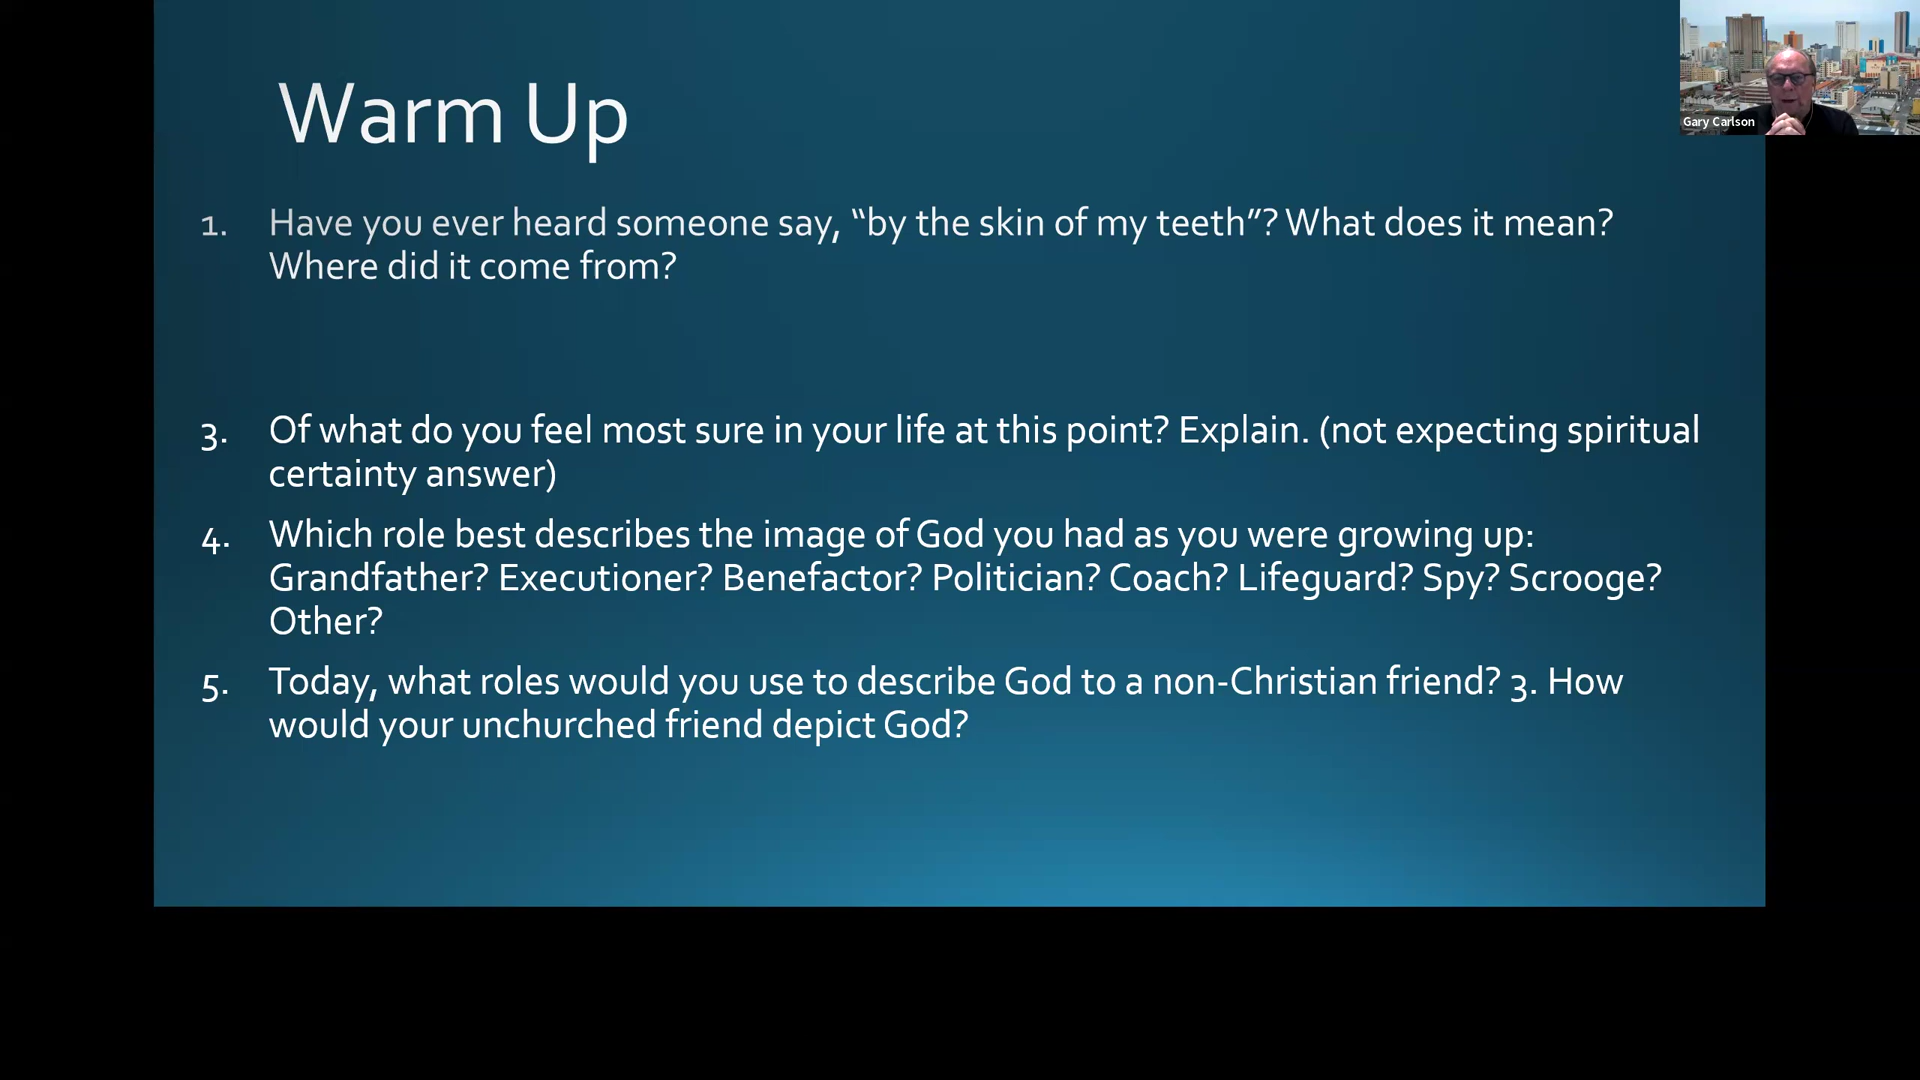 Warm Up
1. Have you ever heard someone say, “by the skin of my teeth”? What does it mean?
Where did it come from?
3. Of what do you feel most sure in your life at this point? Explain. (not expecting spiritual
certainty answer)
4. Which role best describes the image of God you had as you were growing up:
Grandfather? Executioner? Benefactor? Politician? Coach? Lifeguard? Spy? Scrooge?
Other?
5. Today, what roles would you use to describe God to a non-Christian friend? 3. How
would your unchurched friend depict God?
Gary Carlson